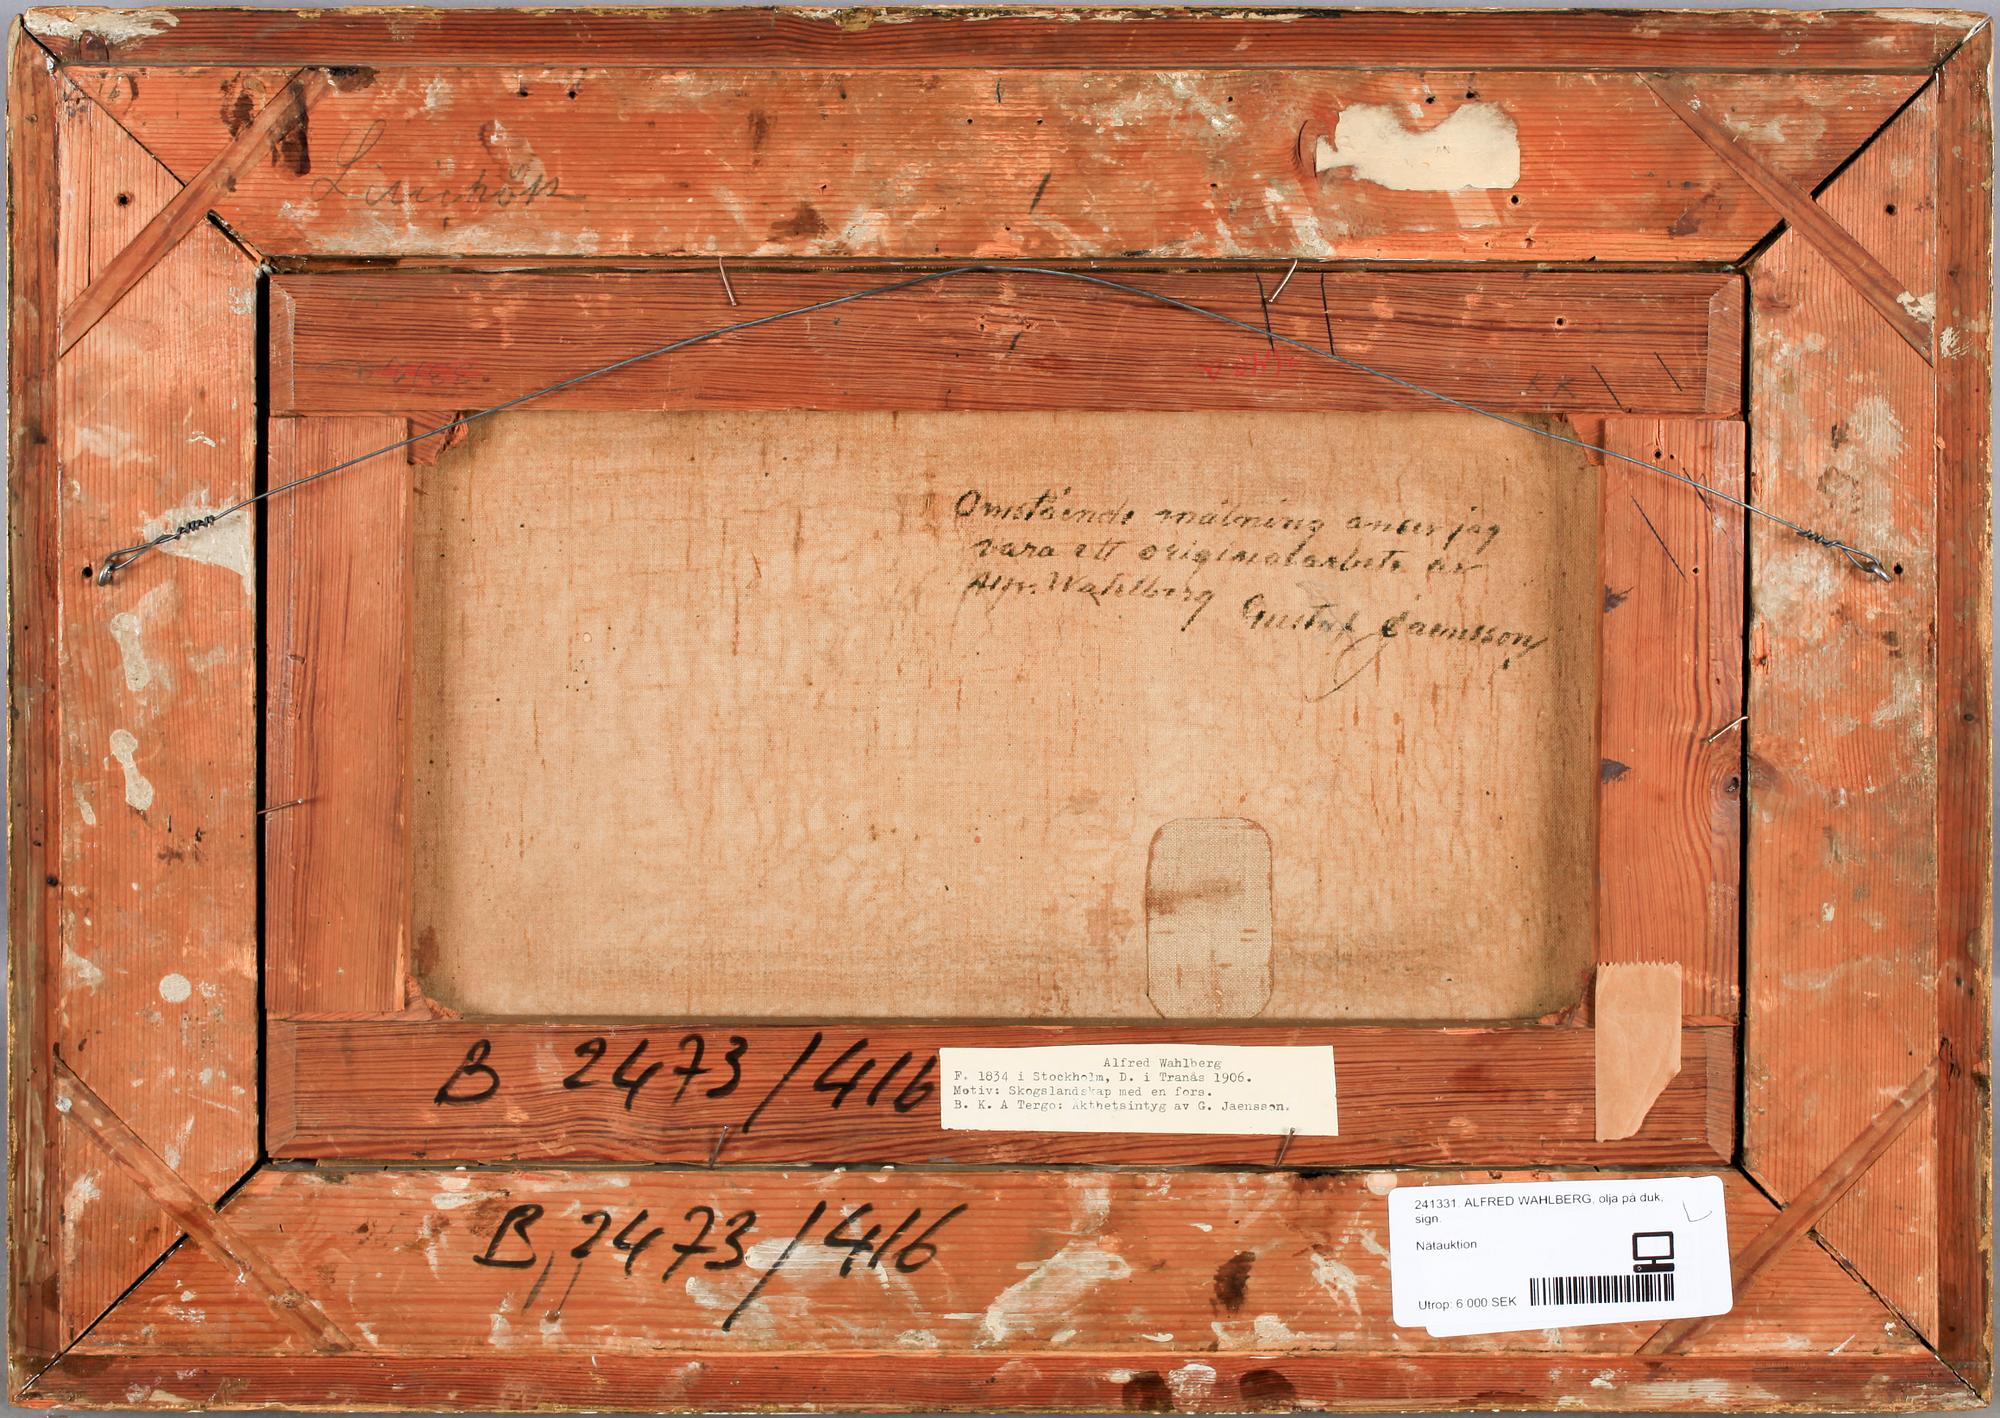 Omstående målning anser jag
vara ett originalarbete av
Alfr. Wahlberg
Gustaf Jaensson
B 2473/416
Alfred Wahlberg
F. 1834 i Stockholm, D. i Tranås 1906.
Motiv: Skogslandskap med en fors.
B. K. A Tergo: Äkthetsintyg av G. Jaensson.
B 2473/416
241331. ALFRED WAHLBERG, olja på duk,
sign.
Nätauktion
Utrop: 6 000 SEK